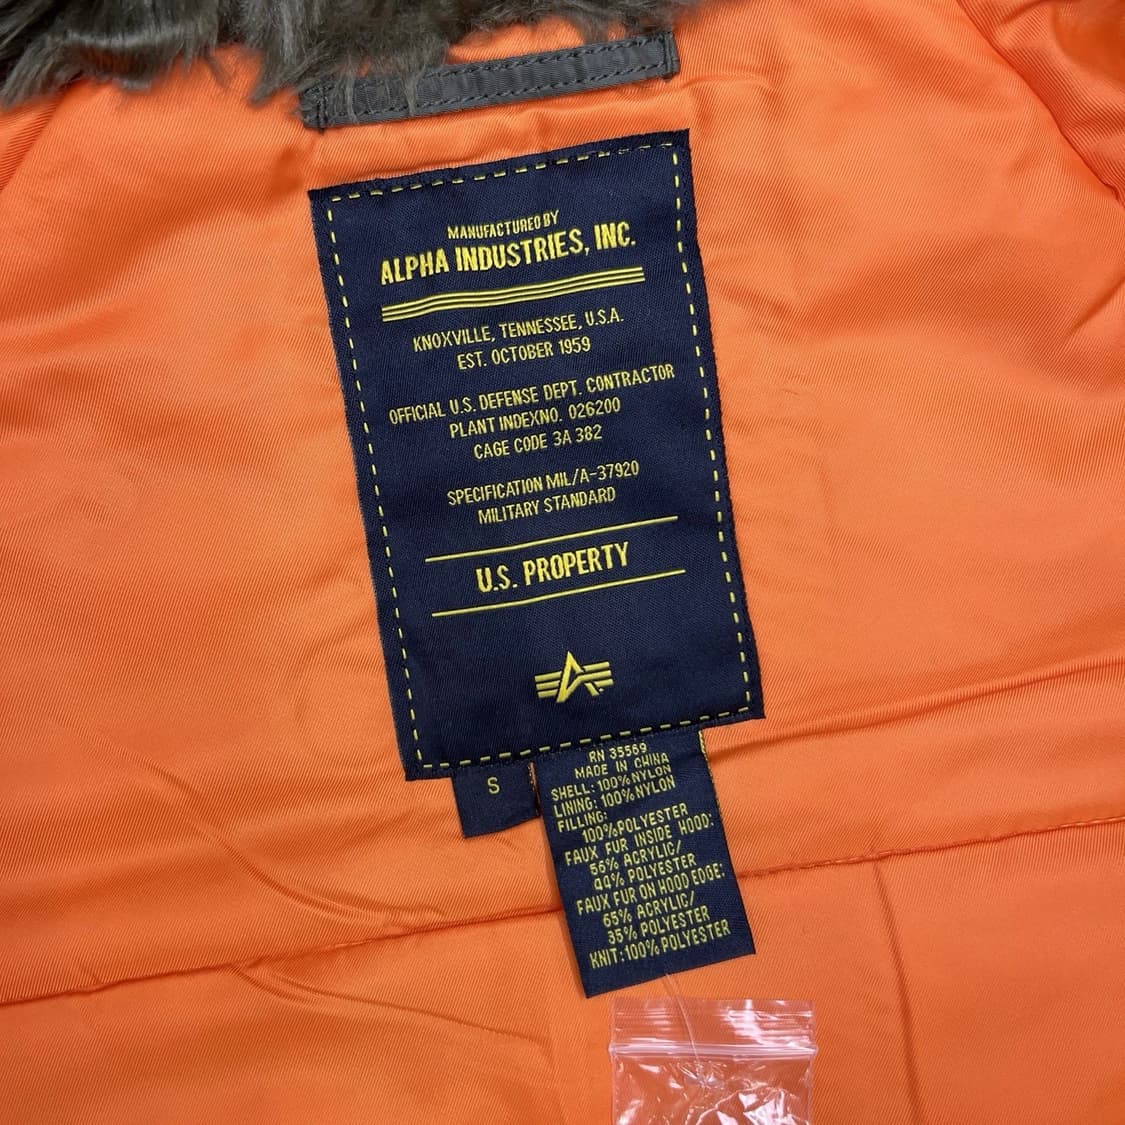 MANUFACTURED BY
ALPHA INDUSTRIES, INC.
KNOXVILLE, TENNESSEE, U.S.A.
EST. OCTOBER 1959
OFFICIAL U.S. DEFENSE DEPT. CONTRACTOR
PLANT INDEXNO. 026200
CAGE CODE 3A 382
SPECIFICATION MIL/A-37920
MILITARY STANDARD
U.S. PROPERTY
S
RN 35569
MADE IN CHINA
SHELL: 100% NYLON
LINING: 100% NYLON
FILLING:
100% POLYESTER
FAUX FUR INSIDE HOOD:
56% ACRYLIC/
44% POLYESTER
FAUX FUR ON HOOD EDGE:
65% ACRYLIC/
35% POLYESTER
KNIT: 100% POLYESTER